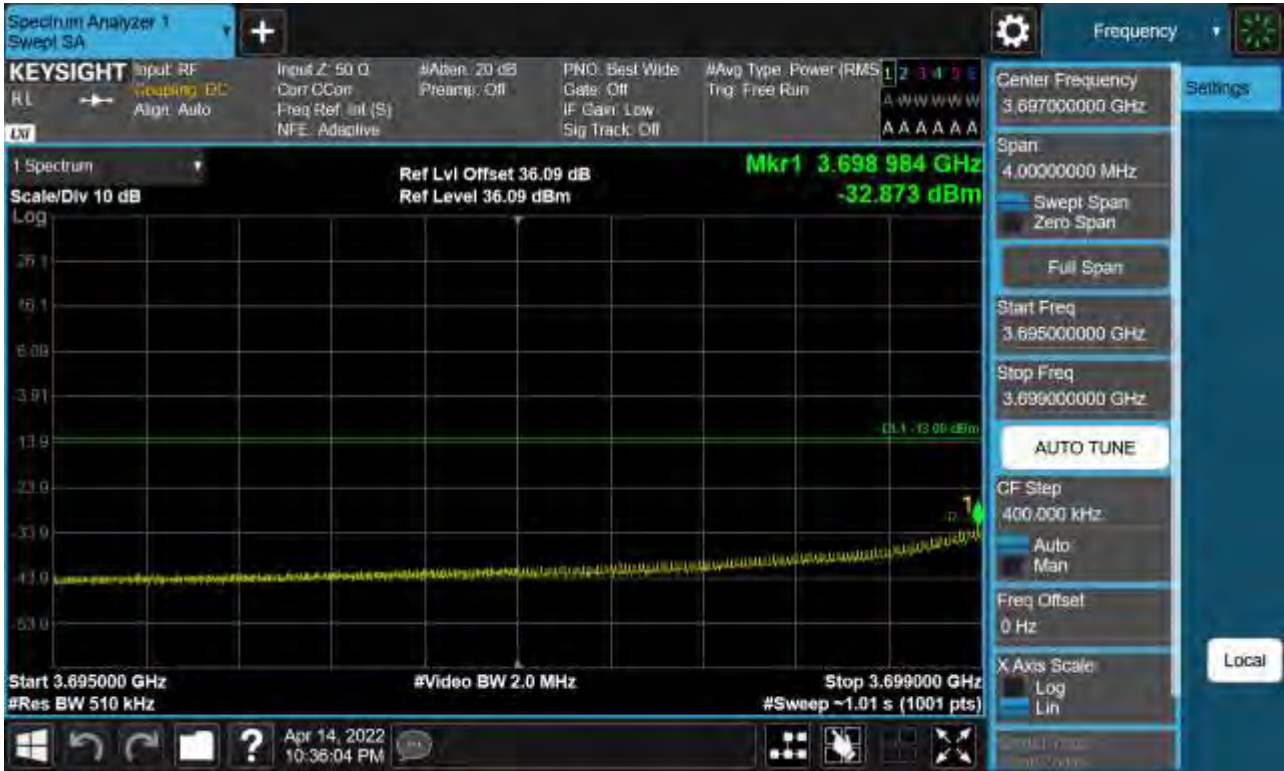 Spectrum Analyzer 1
Swept SA
Frequency
KEYSIGHT
RL
LXI
Input: RF
Coupling: DC
Align: Auto
Input Z: 50 Ω
Corr CCorr
Freq Ref: Int (S)
NFE: Adaptive
#Atten: 20 dB
Preamp: Off
PNO: Best Wide
Gate: Off
IF Gain: Low
Sig Track: Off
#Avg Type: Power (RMS
Trig: Free Run
1 2 3 4 5 6
A W W W W W
A A A A A A
Center Frequency
3.697000000 GHz
Settings
Span
4.00000000 MHz
Swept Span
Zero Span
Full Span
Start Freq
3.695000000 GHz
Stop Freq
3.699000000 GHz
AUTO TUNE
CF Step
400.000 kHz
Auto
Man
Freq Offset
0 Hz
X Axis Scale
Log
Lin
Local
1 Spectrum
Scale/Div 10 dB
Log
Ref Lvl Offset 36.09 dB
Ref Level 36.09 dBm
Mkr1 3.698 984 GHz
-32.873 dBm
26.1
16.1
6.09
-3.91
-13.9
DL1 -13.00 dBm
-23.9
1
-33.9
-43.9
-53.9
Start 3.695000 GHz
#Video BW 2.0 MHz
Stop 3.699000 GHz
#Res BW 510 kHz
#Sweep ~1.01 s (1001 pts)
?
Apr 14, 2022
10:36:04 PM